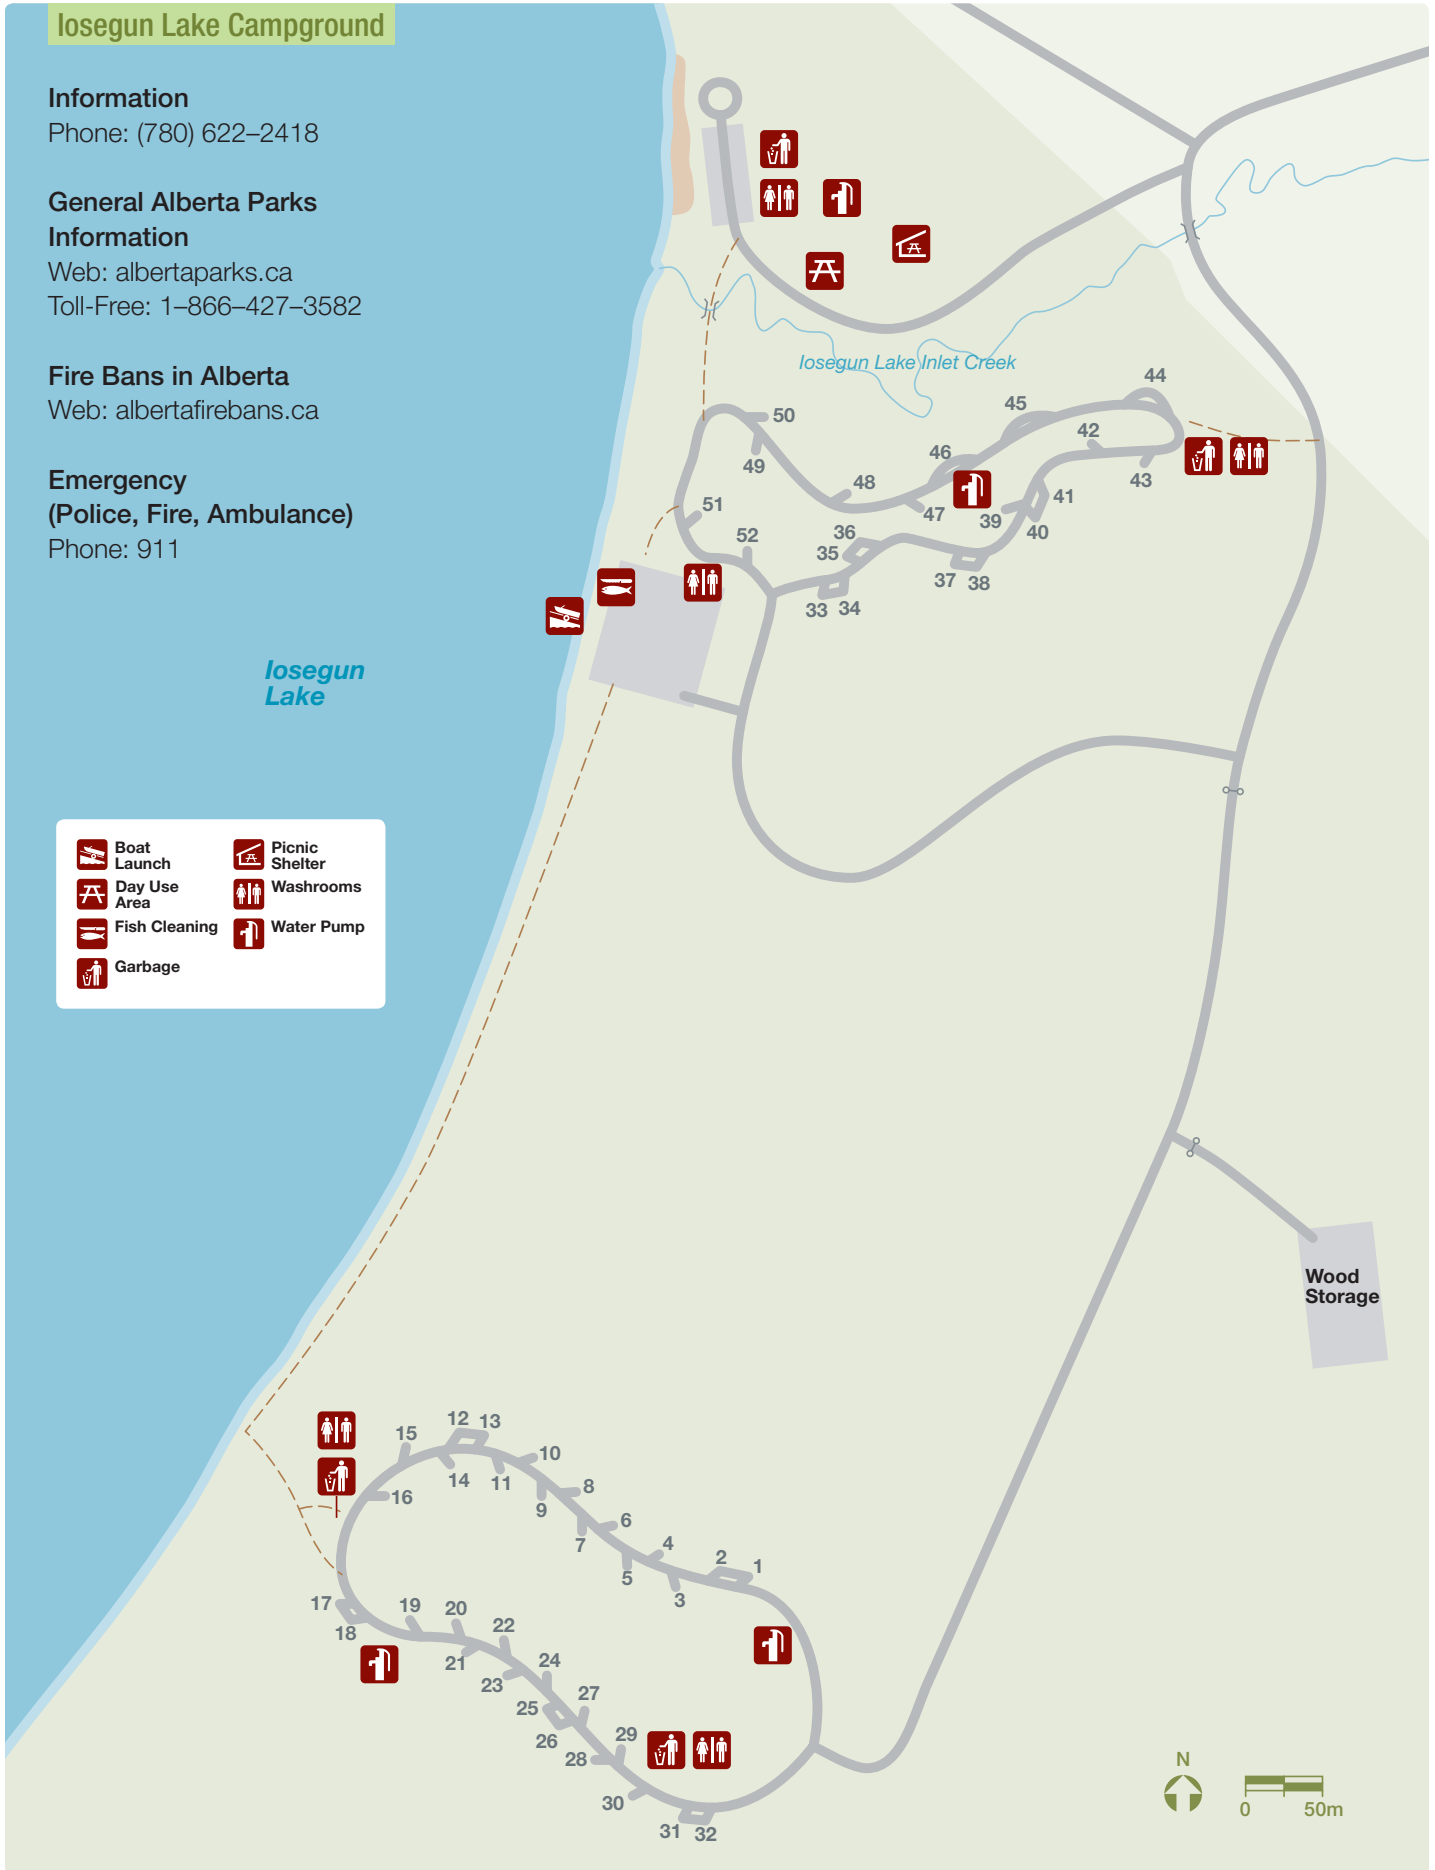 Iosegun Lake Campground
Information
Phone: (780) 622–2418
General Alberta Parks
Information
Web: albertaparks.ca
Toll-Free: 1–866–427–3582
Fire Bans in Alberta
Web: albertafirebans.ca
Emergency
(Police, Fire, Ambulance)
Phone: 911
Iosegun Lake Inlet Creek
44
45
50
42
46
49
43
48
41
51
47
39
40
52
36
35
37
38
33
34
Iosegun
Lake
Boat
Launch
Day Use
Area
Fish Cleaning
Garbage
Picnic
Shelter
Washrooms
Water Pump
Wood
Storage
12
13
15
10
14
11
8
16
9
6
7
4
2
1
5
3
17
19
20
18
22
21
24
23
27
25
26
29
28
30
31
32
N
0
50m